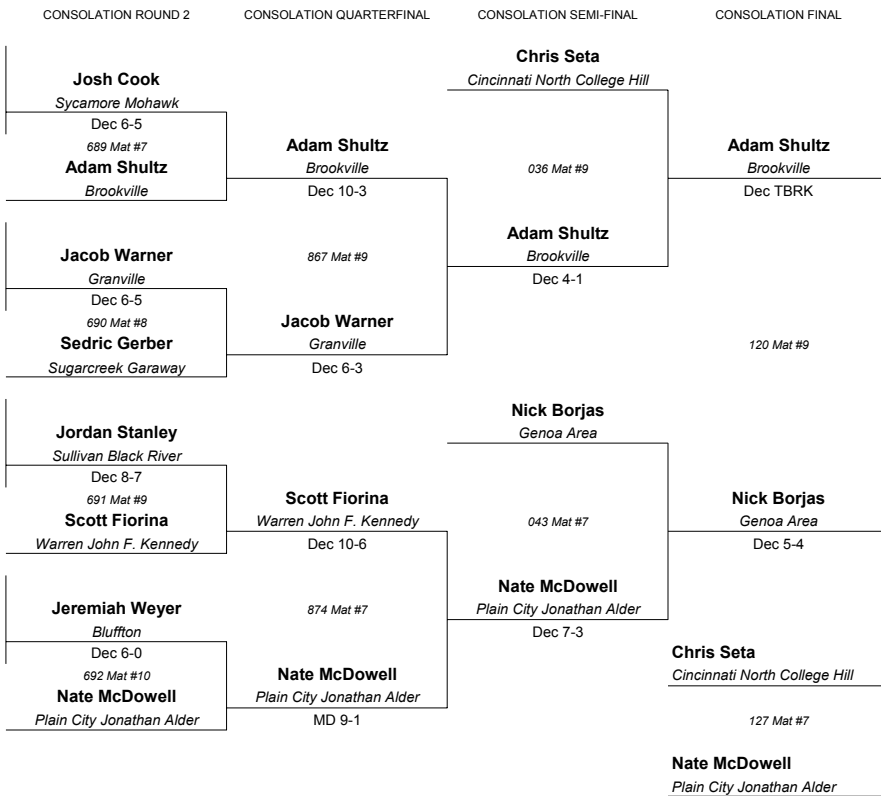 CONSOLATION ROUND 2
CONSOLATION QUARTERFINAL
CONSOLATION SEMI-FINAL
CONSOLATION FINAL
Josh Cook
Sycamore Mohawk
Dec 6-5
689 Mat #7
Adam Shultz
Brookville
Jacob Warner
Granville
Dec 6-5
690 Mat #8
Sedric Gerber
Sugarcreek Garaway
Jordan Stanley
Sullivan Black River
Dec 8-7
691 Mat #9
Scott Fiorina
Warren John F. Kennedy
Jeremiah Weyer
Bluffton
Dec 6-0
692 Mat #10
Nate McDowell
Plain City Jonathan Alder
Adam Shultz
Brookville
Dec 10-3
867 Mat #9
Jacob Warner
Granville
Dec 6-3
Scott Fiorina
Warren John F. Kennedy
Dec 10-6
874 Mat #7
Nate McDowell
Plain City Jonathan Alder
MD 9-1
Chris Seta
Cincinnati North College Hill
036 Mat #9
Adam Shultz
Brookville
Dec 4-1
Nick Borjas
Genoa Area
043 Mat #7
Nate McDowell
Plain City Jonathan Alder
Dec 7-3
Adam Shultz
Brookville
Dec TBRK
120 Mat #9
Nick Borjas
Genoa Area
Dec 5-4
Chris Seta
Cincinnati North College Hill
127 Mat #7
Nate McDowell
Plain City Jonathan Alder